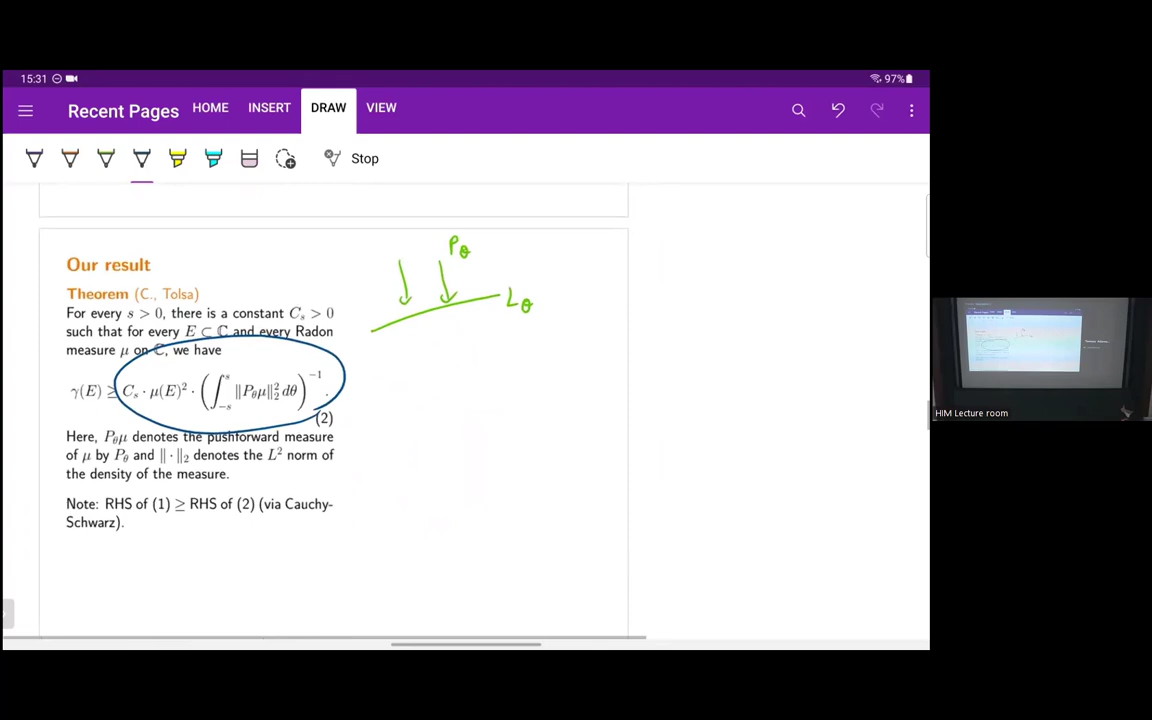 15:31
97%
Recent Pages
HOME
INSERT
DRAW
VIEW
Stop
Our result
Theorem (C., Tolsa)
For every s > 0, there is a constant C_s > 0
such that for every E ⊂ ℂ and every Radon
measure μ on ℂ, we have
γ(E) ≥ C_s · μ(E)² · (∫_{-s}^{s} ‖P_θμ‖₂² dθ)^{-1}.
(2)
Here, P_θμ denotes the pushforward measure
of μ by P_θ and ‖ · ‖₂ denotes the L² norm of
the density of the measure.
Note: RHS of (1) ≥ RHS of (2) (via Cauchy-
Schwarz).
P_θ
L_θ
HIM Lecture room